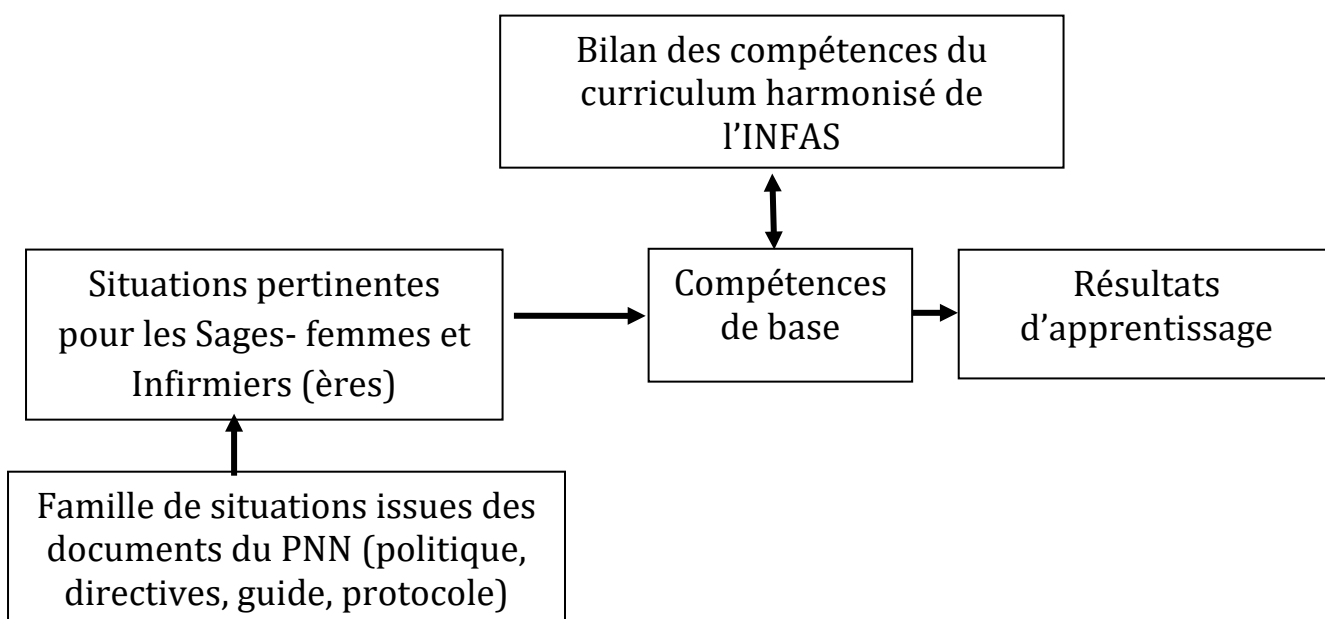 Bilan des compétences du
curriculum harmonisé de
l’INFAS
Situations pertinentes
pour les Sages- femmes et
Infirmiers (ères)
Compétences
de base
Résultats
d’apprentissage
Famille de situations issues des
documents du PNN (politique,
directives, guide, protocole)